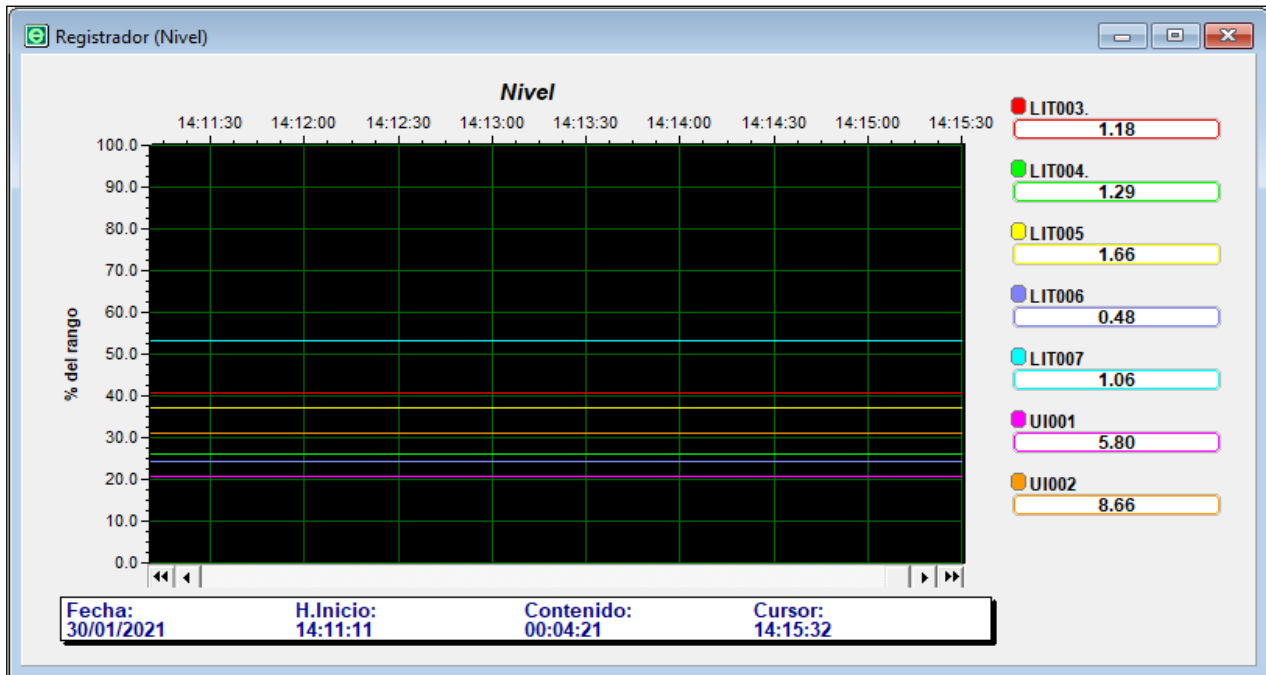 Registrador (Nivel)
Nivel
14:11:30 14:12:00 14:12:30 14:13:00 14:13:30 14:14:00 14:14:30 14:15:00 14:15:30
100.0
90.0
80.0
70.0
60.0
50.0
40.0
30.0
20.0
10.0
0.0
% del rango
LIT003.
1.18
LIT004.
1.29
LIT005
1.66
LIT006
0.48
LIT007
1.06
UI001
5.80
UI002
8.66
Fecha: H.Inicio: Contenido: Cursor:
30/01/2021 14:11:11 00:04:21 14:15:32